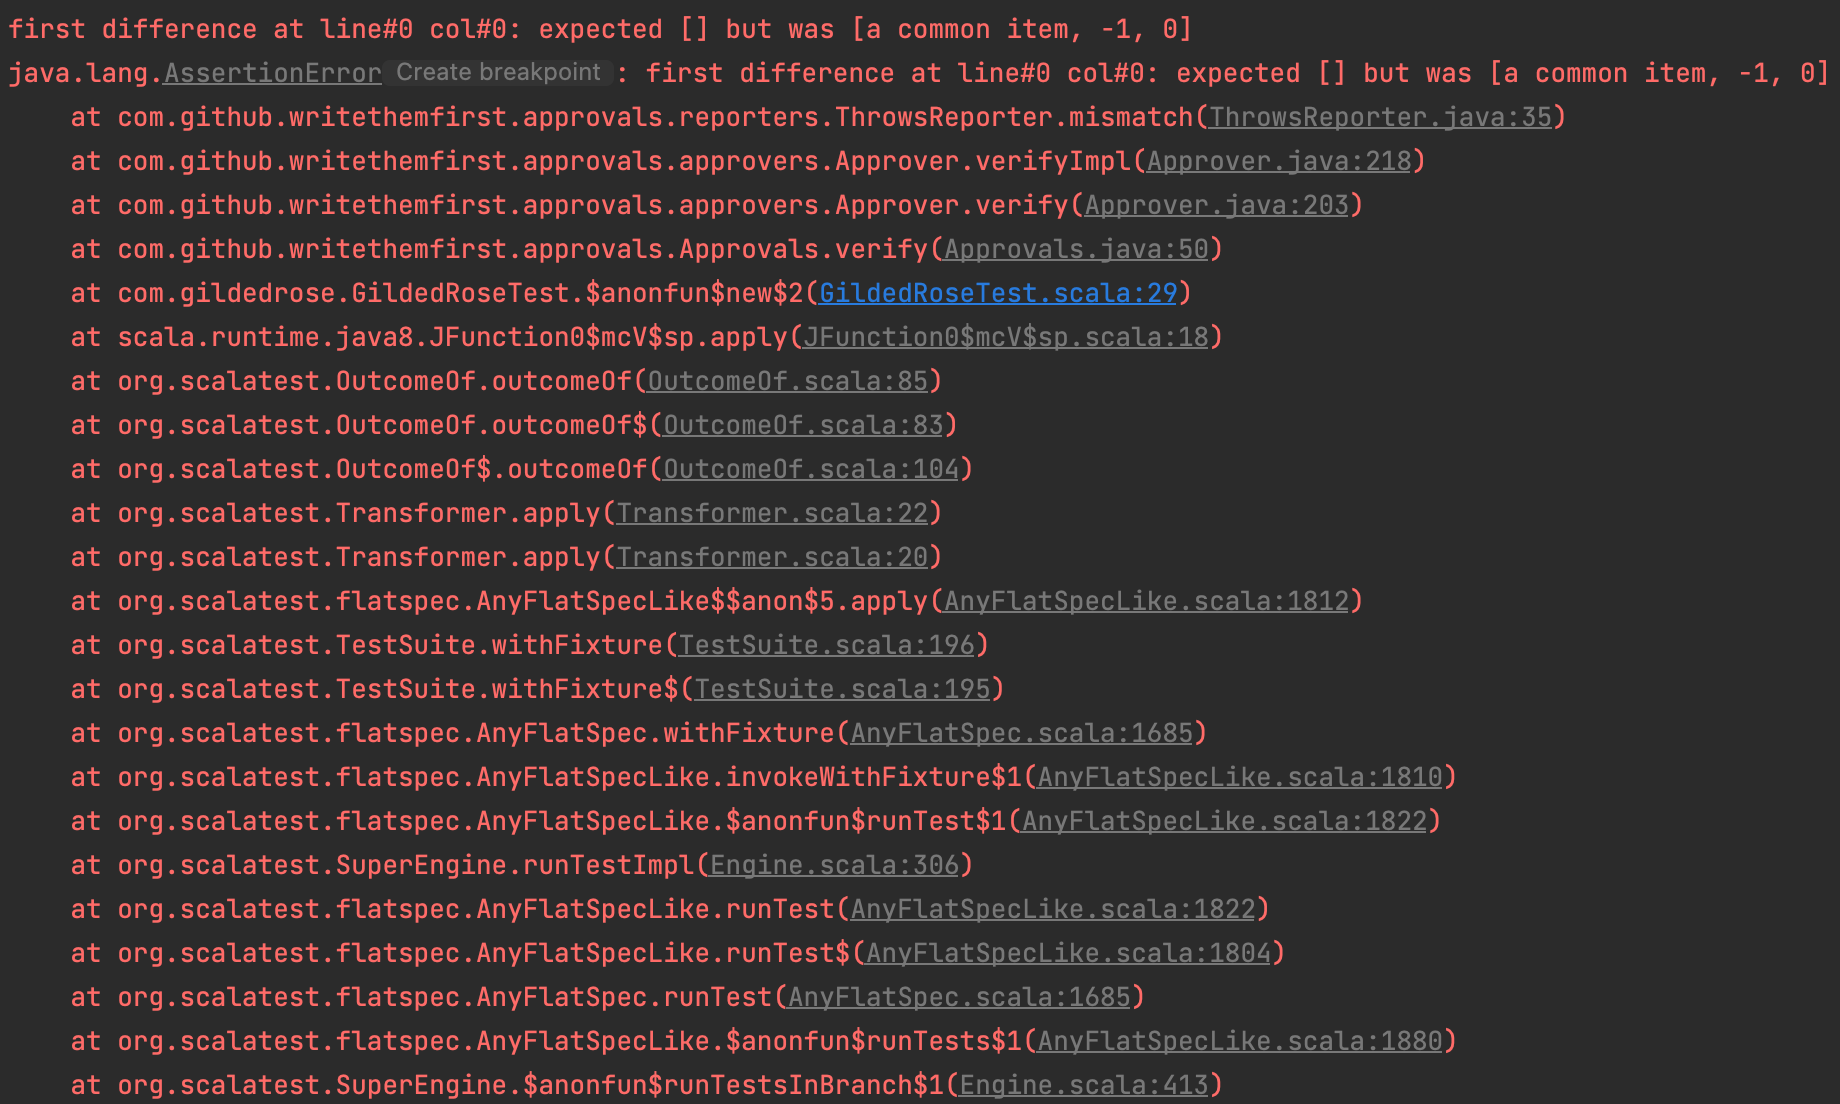 first difference at line#0 col#0: expected [] but was [a common item, -1, 0]
java.lang.AssertionError Create breakpoint : first difference at line#0 col#0: expected [] but was [a common item, -1, 0]
at com.github.writethemfirst.approvals.reporters.ThrowsReporter.mismatch(ThrowsReporter.java:35)
at com.github.writethemfirst.approvals.approvers.Approver.verifyImpl(Approver.java:218)
at com.github.writethemfirst.approvals.approvers.Approver.verify(Approver.java:203)
at com.github.writethemfirst.approvals.Approvals.verify(Approvals.java:50)
at com.gildedrose.GildedRoseTest.$anonfun$new$2(GildedRoseTest.scala:29)
at scala.runtime.java8.JFunction0$mcV$sp.apply(JFunction0$mcV$sp.scala:18)
at org.scalatest.OutcomeOf.outcomeOf(OutcomeOf.scala:85)
at org.scalatest.OutcomeOf.outcomeOf$(OutcomeOf.scala:83)
at org.scalatest.OutcomeOf$.outcomeOf(OutcomeOf.scala:104)
at org.scalatest.Transformer.apply(Transformer.scala:22)
at org.scalatest.Transformer.apply(Transformer.scala:20)
at org.scalatest.flatspec.AnyFlatSpecLike$$anon$5.apply(AnyFlatSpecLike.scala:1812)
at org.scalatest.TestSuite.withFixture(TestSuite.scala:196)
at org.scalatest.TestSuite.withFixture$(TestSuite.scala:195)
at org.scalatest.flatspec.AnyFlatSpec.withFixture(AnyFlatSpec.scala:1685)
at org.scalatest.flatspec.AnyFlatSpecLike.invokeWithFixture$1(AnyFlatSpecLike.scala:1810)
at org.scalatest.flatspec.AnyFlatSpecLike.$anonfun$runTest$1(AnyFlatSpecLike.scala:1822)
at org.scalatest.SuperEngine.runTestImpl(Engine.scala:306)
at org.scalatest.flatspec.AnyFlatSpecLike.runTest(AnyFlatSpecLike.scala:1822)
at org.scalatest.flatspec.AnyFlatSpecLike.runTest$(AnyFlatSpecLike.scala:1804)
at org.scalatest.flatspec.AnyFlatSpec.runTest(AnyFlatSpec.scala:1685)
at org.scalatest.flatspec.AnyFlatSpecLike.$anonfun$runTests$1(AnyFlatSpecLike.scala:1880)
at org.scalatest.SuperEngine.$anonfun$runTestsInBranch$1(Engine.scala:413)